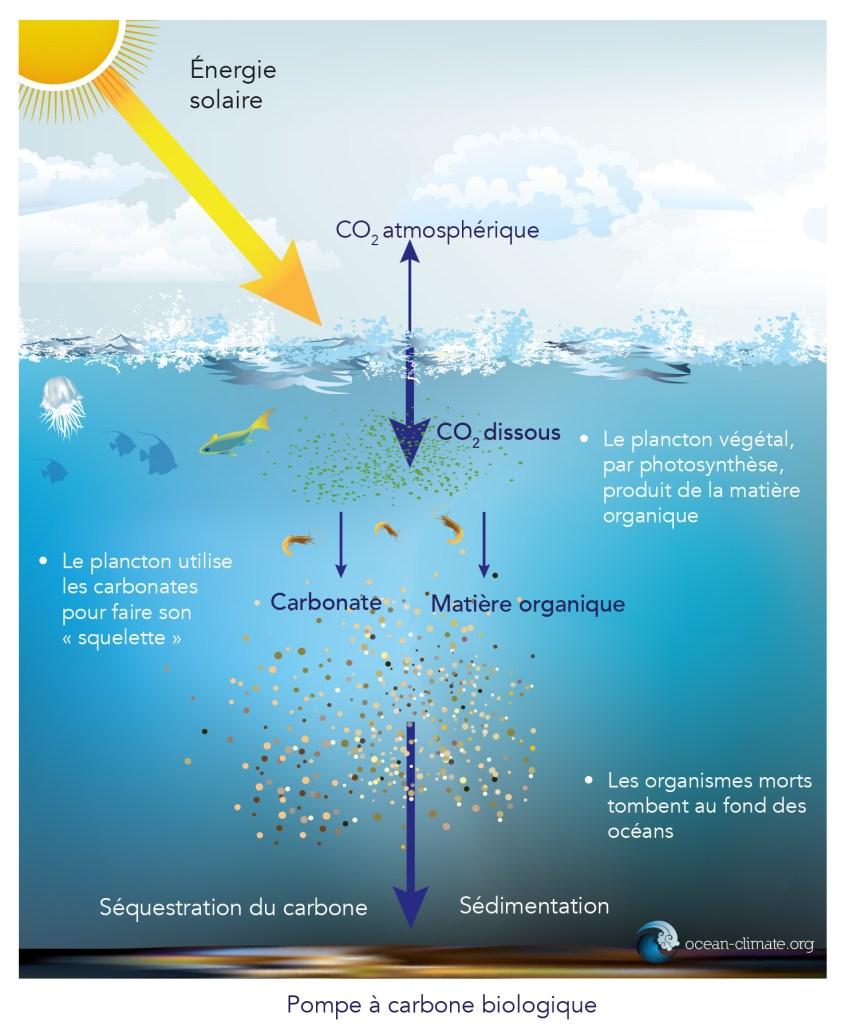 Énergie
solaire
CO2 atmosphérique
CO2 dissous
• Le plancton végétal,
par photosynthèse,
produit de la matière
organique
• Le plancton utilise
les carbonates
pour faire son
« squelette »
Carbonate
Matière organique
• Les organismes morts
tombent au fond des
océans
Séquestration du carbone
Sédimentation
ocean-climate.org
Pompe à carbone biologique